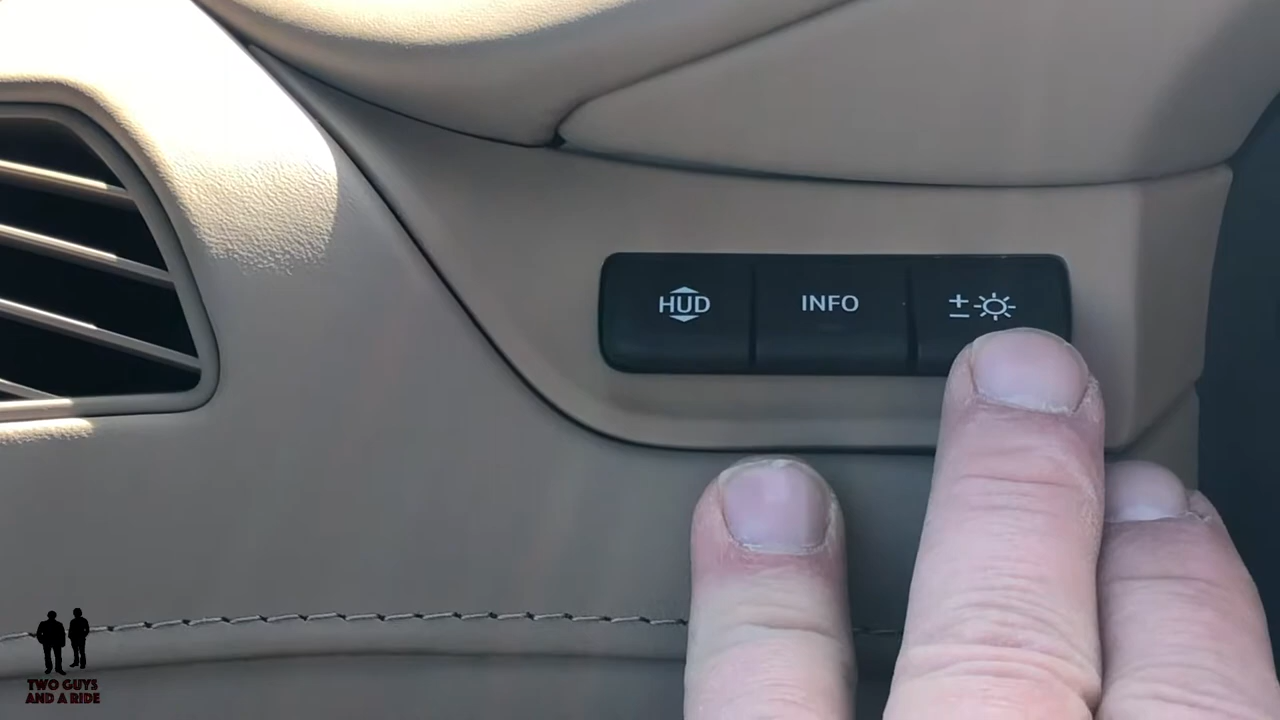 HUD
INFO
±
TWO GUYS
AND A RIDE